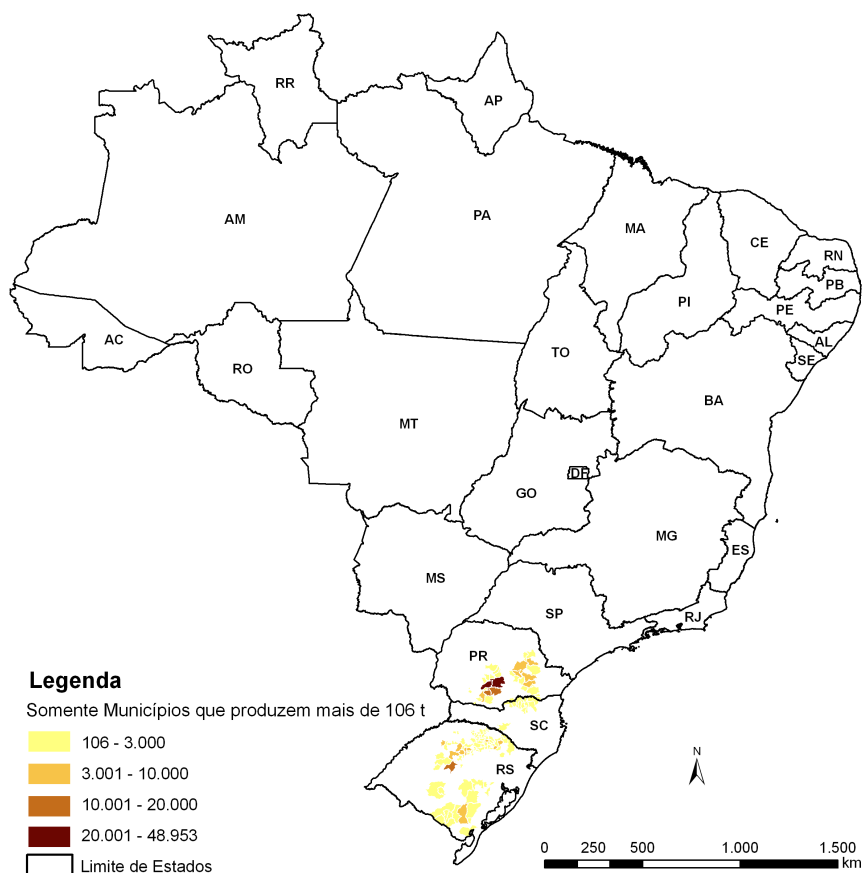 RR
AP
AM
PA
MA
CE
RN
PB
PE
PI
AL
SE
AC
RO
TO
BA
MT
DF
GO
MG
ES
MS
SP
RJ
PR
SC
RS
Legenda
Somente Municípios que produzem mais de 106 t
106 - 3.000
3.001 - 10.000
10.001 - 20.000
20.001 - 48.953
Limite de Estados
N
0 250 500 1.000 1.500
km